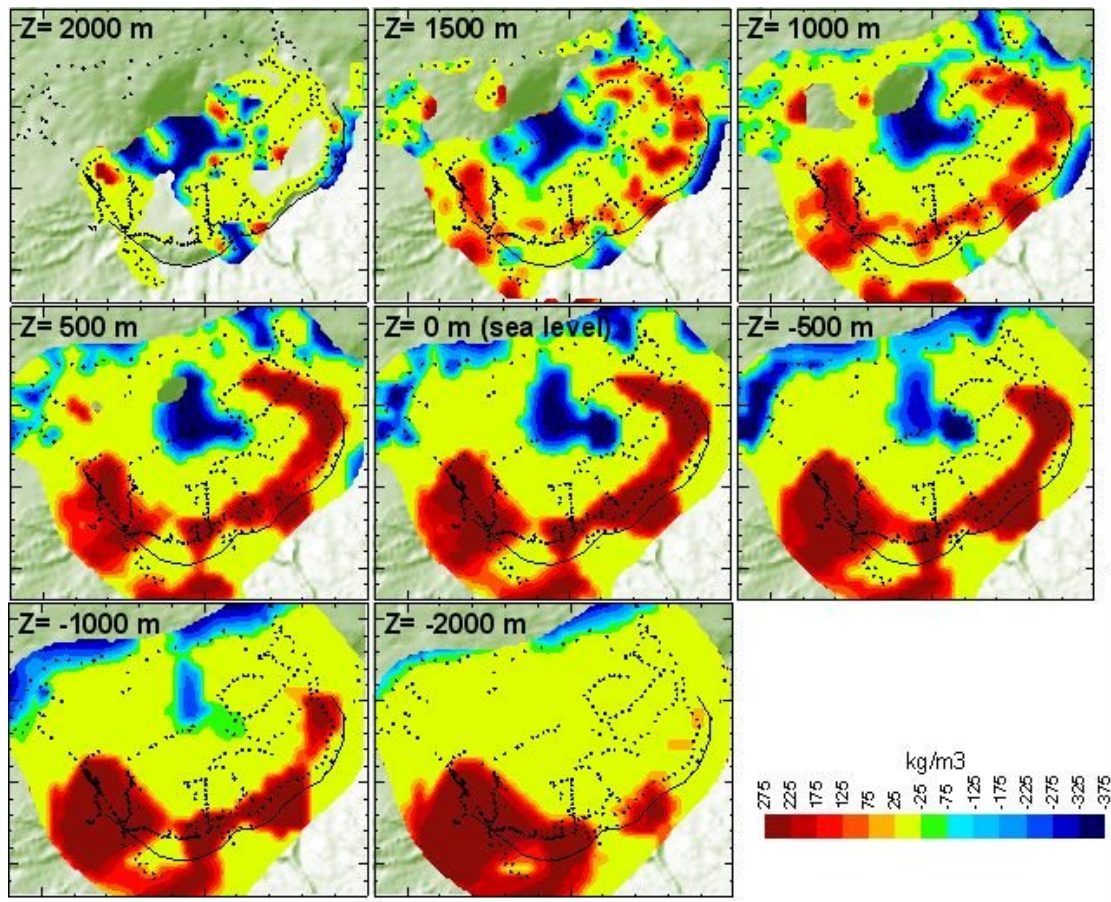 Z= 2000 m
Z= 1500 m
Z= 1000 m
Z= 500 m
Z= 0 m (sea level)
Z= -500 m
Z= -1000 m
Z= -2000 m
kg/m3
275 225 175 125 75 25 -25 -75 -125 -175 -225 -275 -325 -375